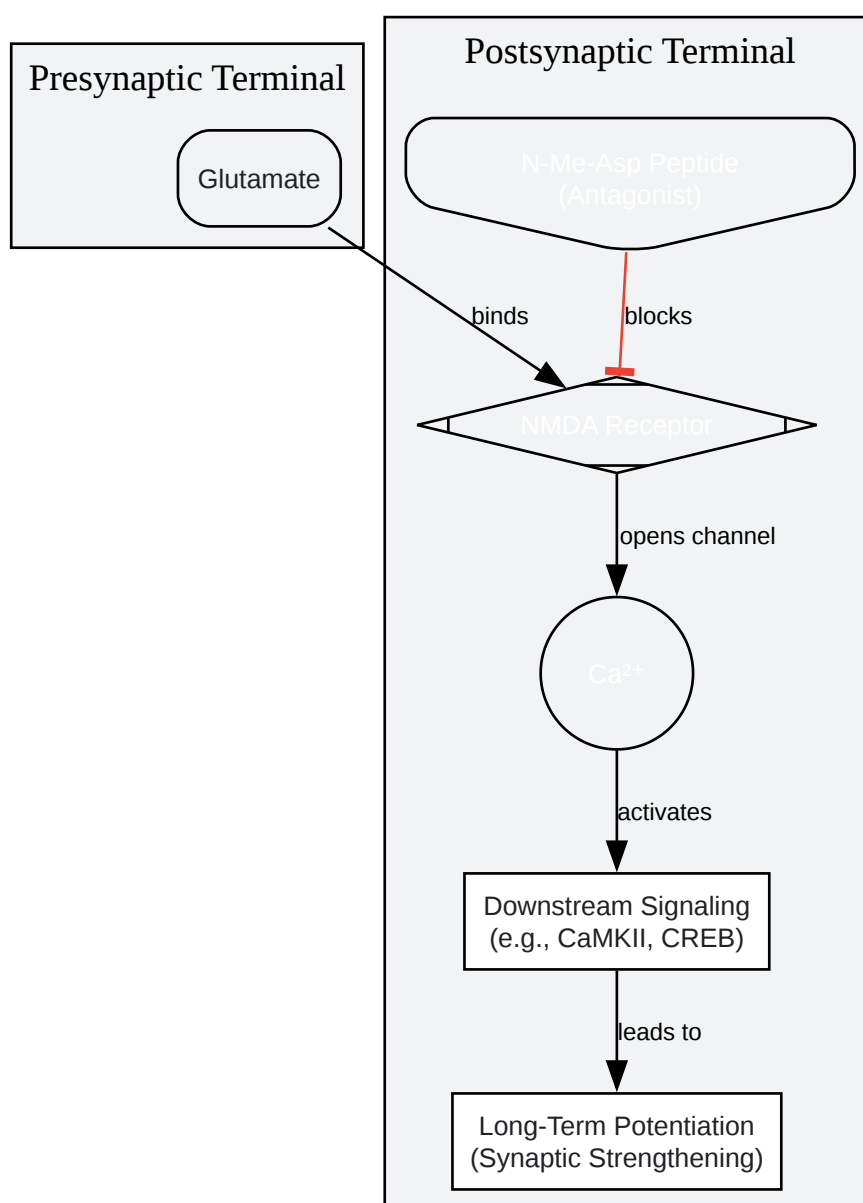 Presynaptic Terminal
Glutamate
Postsynaptic Terminal
N-Me-Asp Peptide
(Antagonist)
binds
blocks
NMDA Receptor
opens channel
Ca²⁺
activates
Downstream Signaling
(e.g., CaMKII, CREB)
leads to
Long-Term Potentiation
(Synaptic Strengthening)